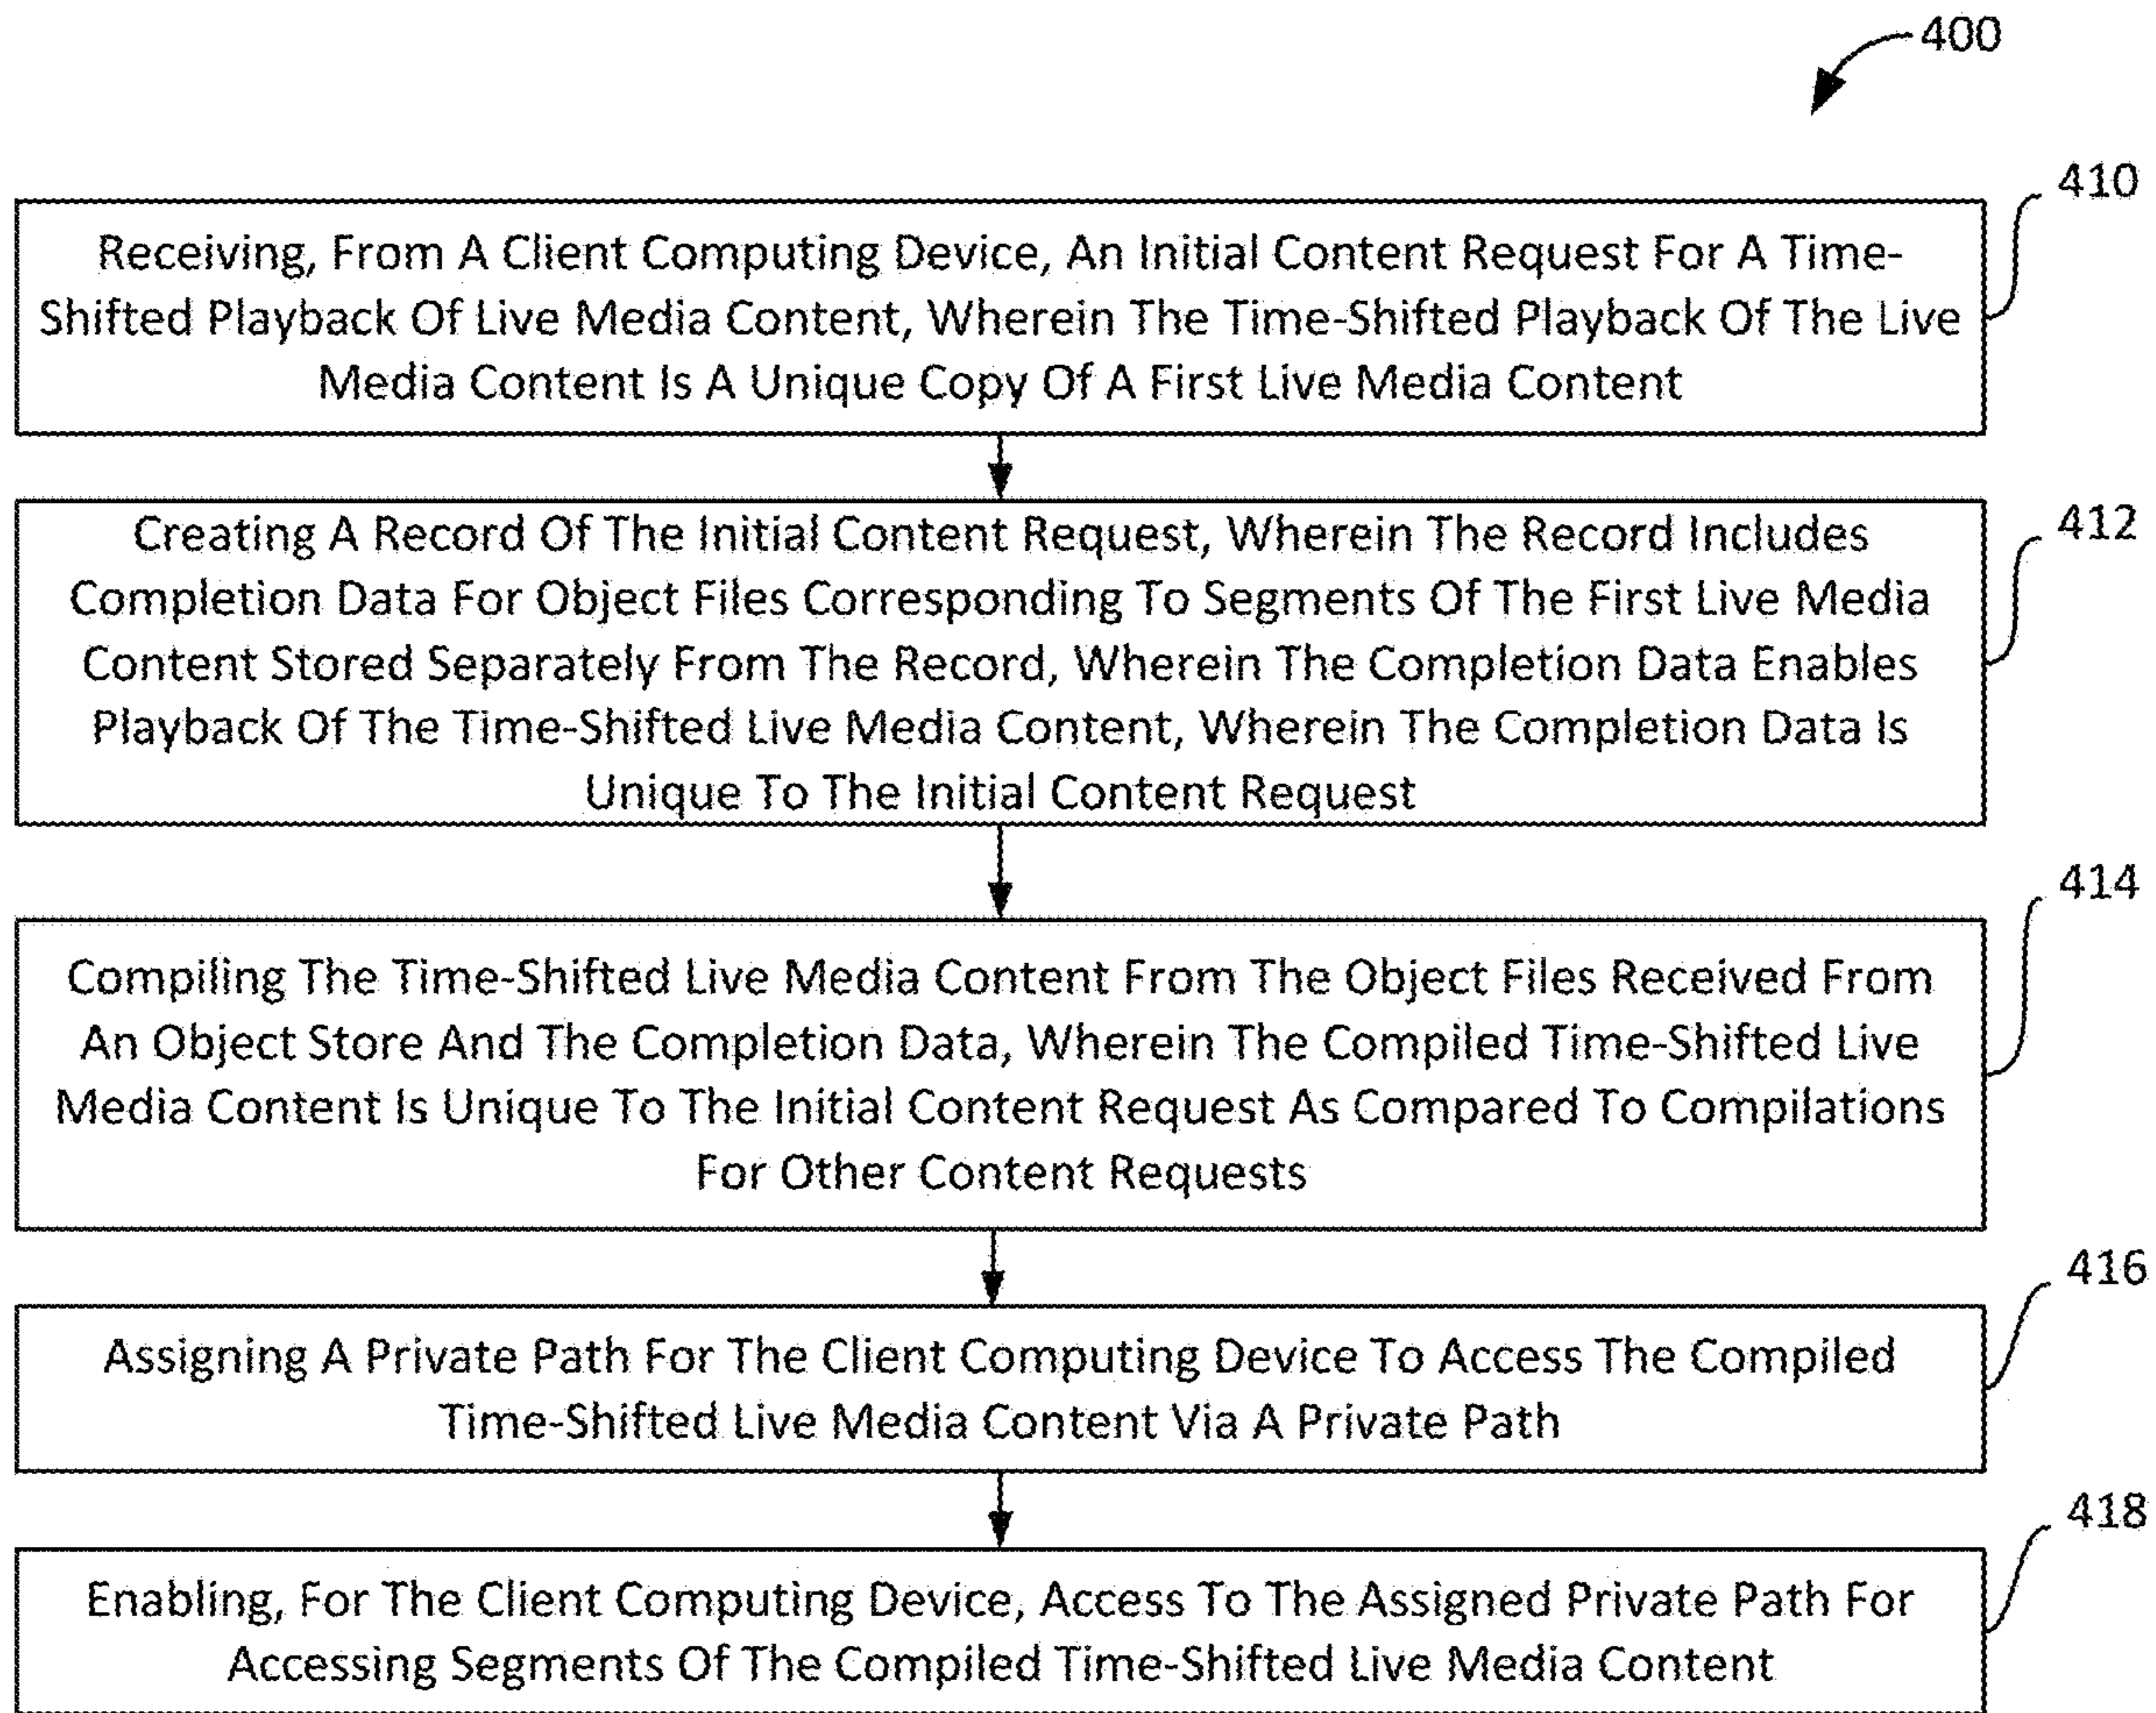 400
410
Receiving, From A Client Computing Device, An Initial Content Request For A Time-
Shifted Playback Of Live Media Content, Wherein The Time-Shifted Playback Of The Live
Media Content Is A Unique Copy Of A First Live Media Content
412
Creating A Record Of The Initial Content Request, Wherein The Record Includes
Completion Data For Object Files Corresponding To Segments Of The First Live Media
Content Stored Separately From The Record, Wherein The Completion Data Enables
Playback Of The Time-Shifted Live Media Content, Wherein The Completion Data Is
Unique To The Initial Content Request
414
Compiling The Time-Shifted Live Media Content From The Object Files Received From
An Object Store And The Completion Data, Wherein The Compiled Time-Shifted Live
Media Content Is Unique To The Initial Content Request As Compared To Compilations
For Other Content Requests
416
Assigning A Private Path For The Client Computing Device To Access The Compiled
Time-Shifted Live Media Content Via A Private Path
418
Enabling, For The Client Computing Device, Access To The Assigned Private Path For
Accessing Segments Of The Compiled Time-Shifted Live Media Content